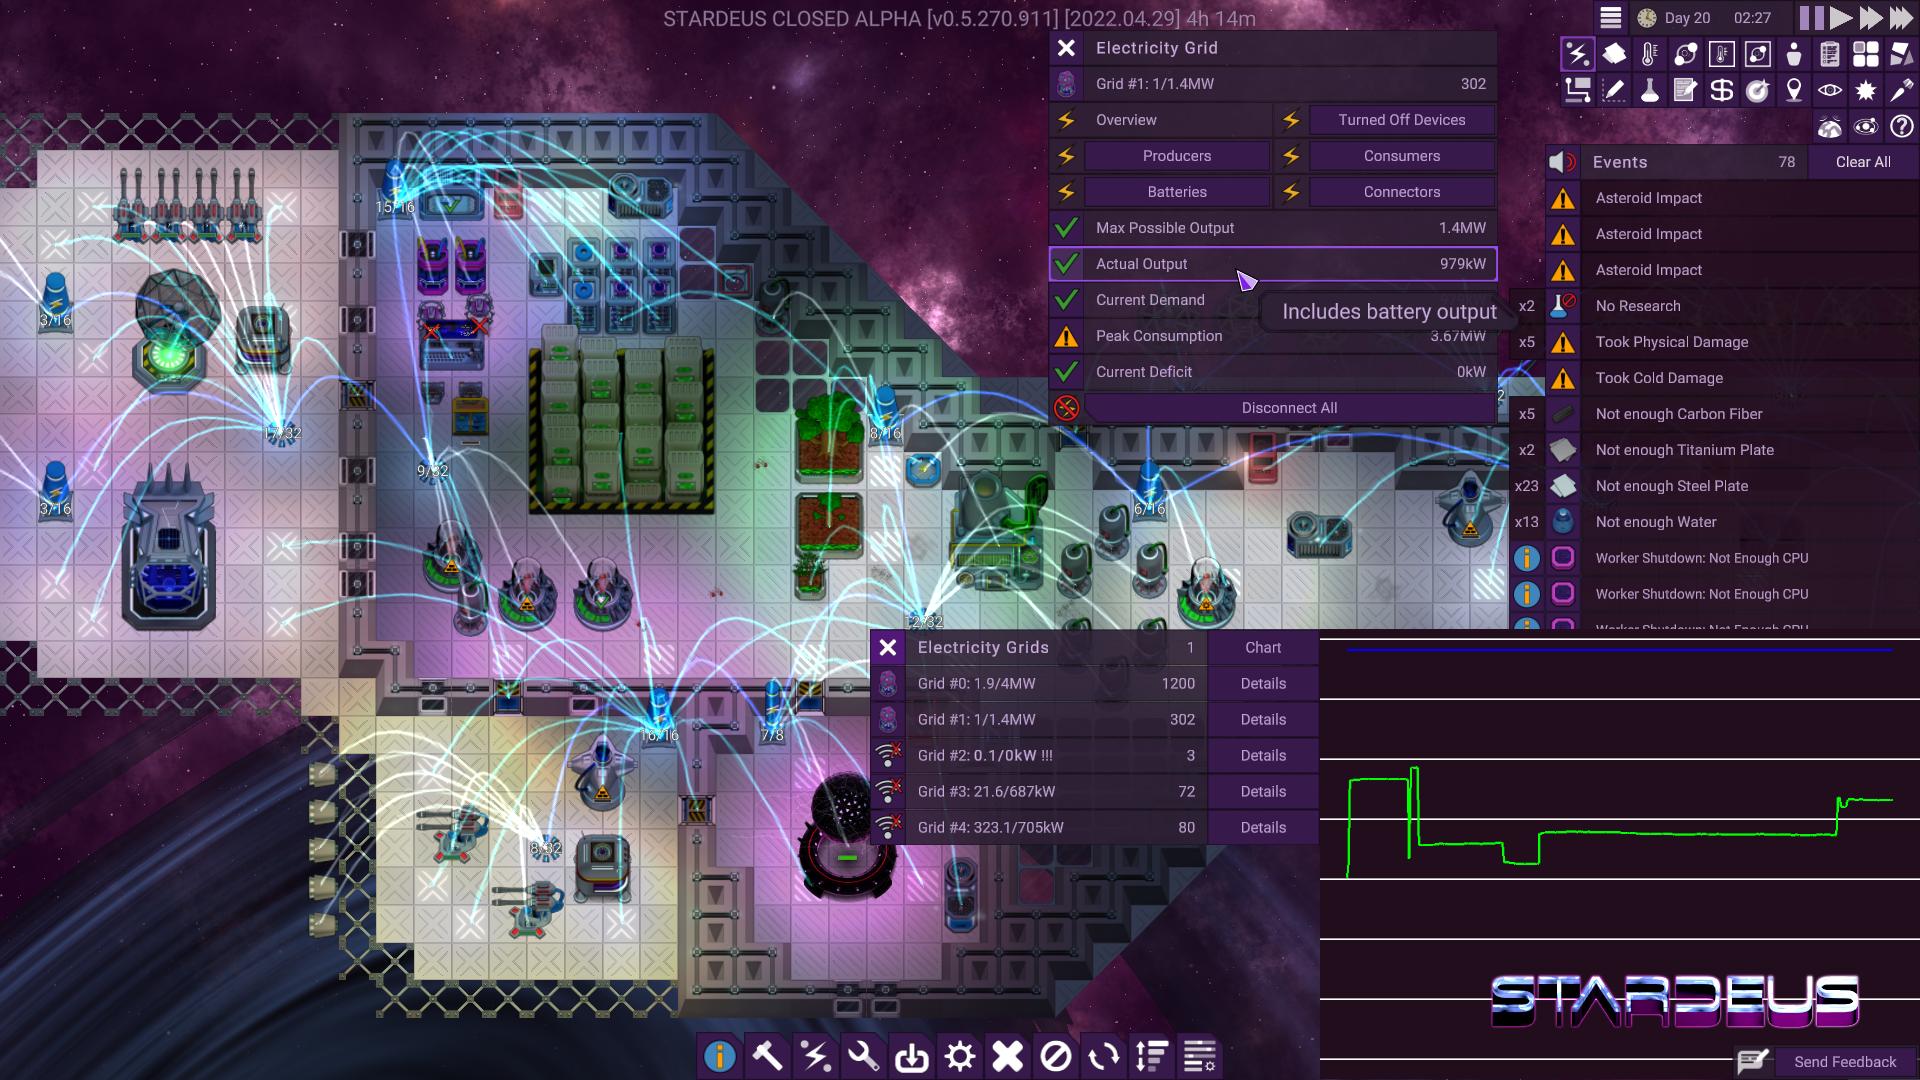 STARDEUS CLOSED ALPHA [v0.5.270.911] [2022.04.29] 4h 14m
Day 20 02:27
Electricity Grid
Grid #1: 1/1.4MW 302
Overview Turned Off Devices
Producers Consumers
Batteries Connectors
Max Possible Output 1.4MW
Actual Output 979kW
Current Demand
Includes battery output
Peak Consumption 3.67MW
Current Deficit 0kW
Disconnect All
Events 78 Clear All
Asteroid Impact
Asteroid Impact
Asteroid Impact
x2 No Research
x5 Took Physical Damage
Took Cold Damage
x5 Not enough Carbon Fiber
x2 Not enough Titanium Plate
x23 Not enough Steel Plate
x13 Not enough Water
Worker Shutdown: Not Enough CPU
Worker Shutdown: Not Enough CPU
Worker Shutdown: Not Enough CPU
15/16
3/16
17/32
9/32
8/16
3/16
6/16
12/32
16/16
7/8
8/32
Electricity Grids 1 Chart
Grid #0: 1.9/4MW 1200 Details
Grid #1: 1/1.4MW 302 Details
Grid #2: 0.1/0kW !!! 3 Details
Grid #3: 21.6/687kW 72 Details
Grid #4: 323.1/705kW 80 Details
STARDEUS
Send Feedback